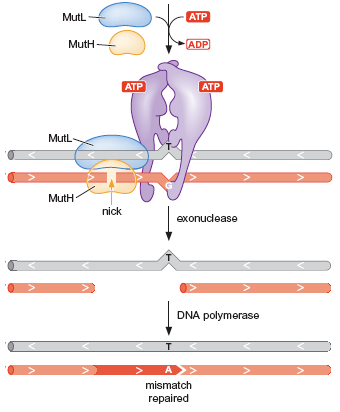 MutL
ATP
MutH
ADP
ATP
ATP
MutL
T
MutH
G
nick
exonuclease
T
DNA polymerase
T
A
mismatch
repaired